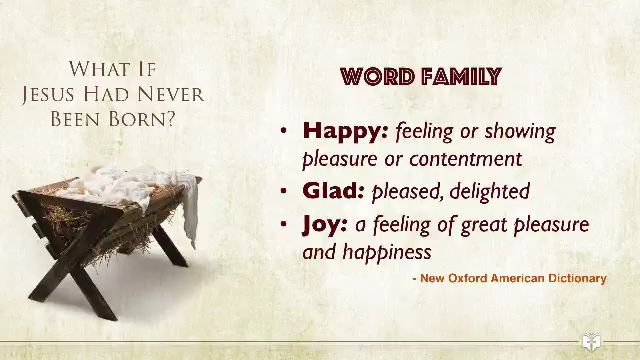 WHAT IF
JESUS HAD NEVER
BEEN BORN?
WORD FAMILY
• Happy: feeling or showing
pleasure or contentment
• Glad: pleased, delighted
• Joy: a feeling of great pleasure
and happiness
- New Oxford American Dictionary